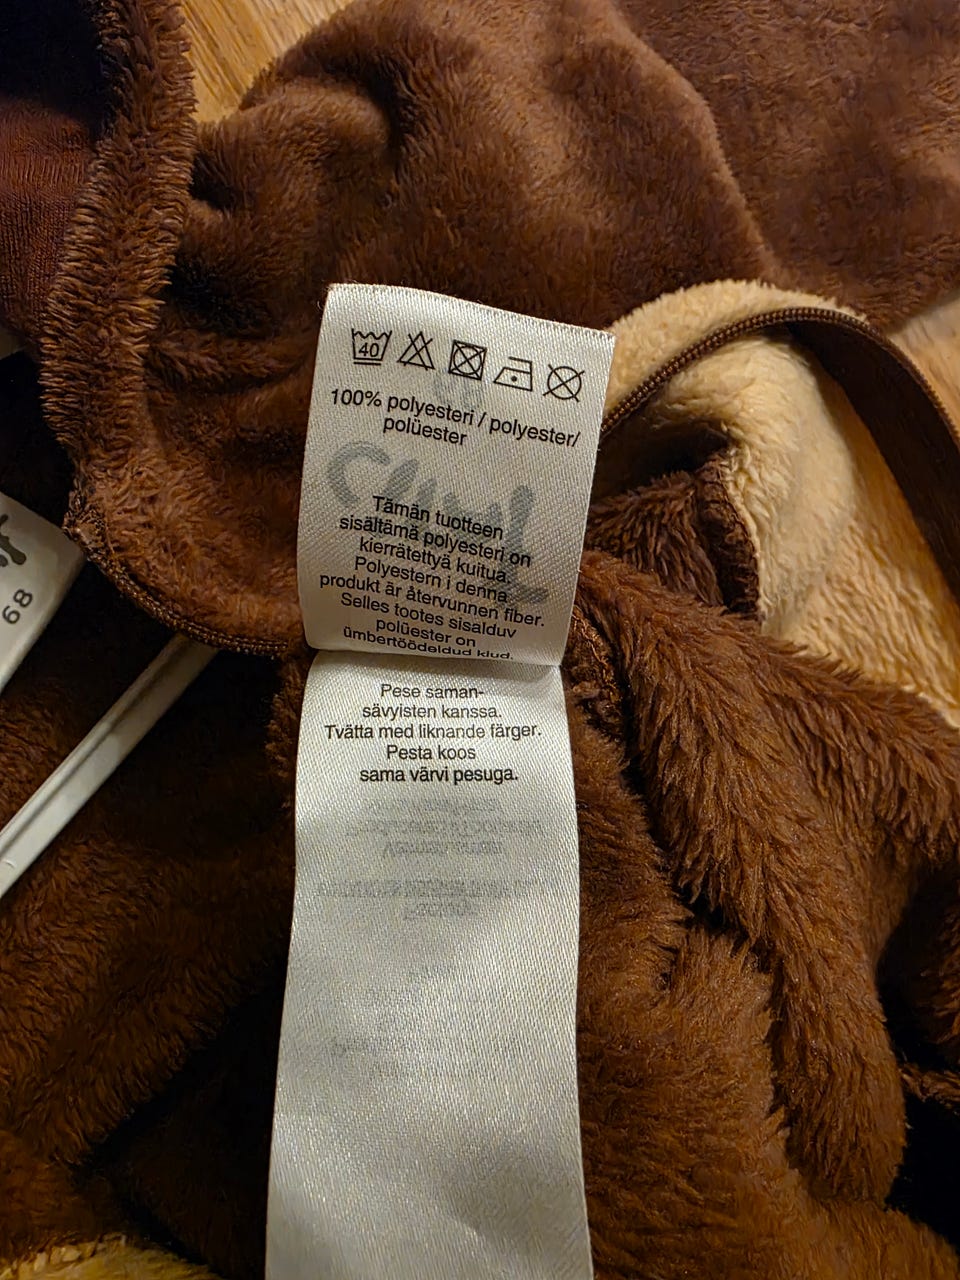 40
100% polyesteri / polyester/
polüester
Tämän tuotteen
sisältämä polyesteri on
kierrätettyä kuitua.
Polyestern i denna
produkt är återvunnen fiber.
Selles tootes sisalduv
polüester on
ümbertöödeldud kiud.
Pese saman-
sävyisten kanssa.
Tvätta med liknande färger.
Pesta koos
sama värvi pesuga.
68